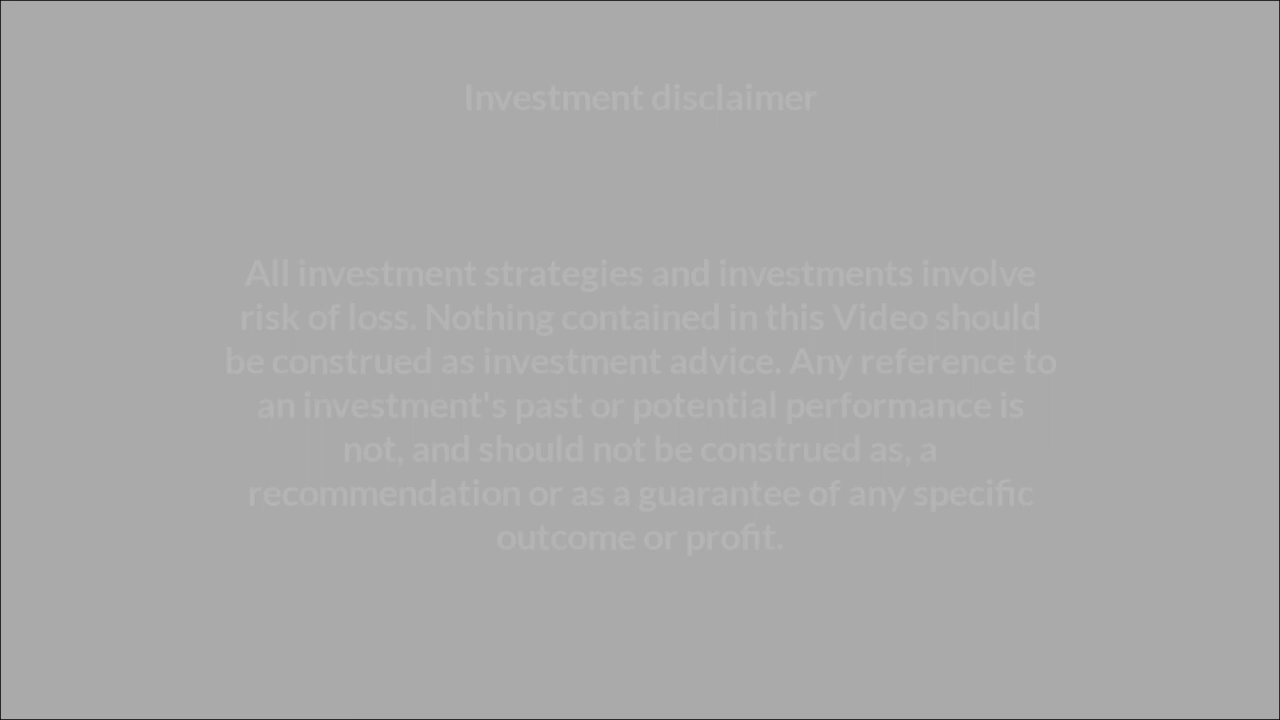 Investment disclaimer
All investment strategies and investments involve
risk of loss. Nothing contained in this Video should
be construed as investment advice. Any reference to
an investment's past or potential performance is
not, and should not be construed as, a
recommendation or as a guarantee of any specific
outcome or profit.